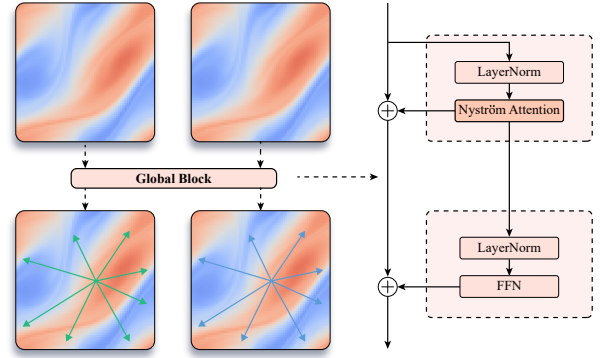 LayerNorm
Nyström Attention
Global Block
LayerNorm
FFN